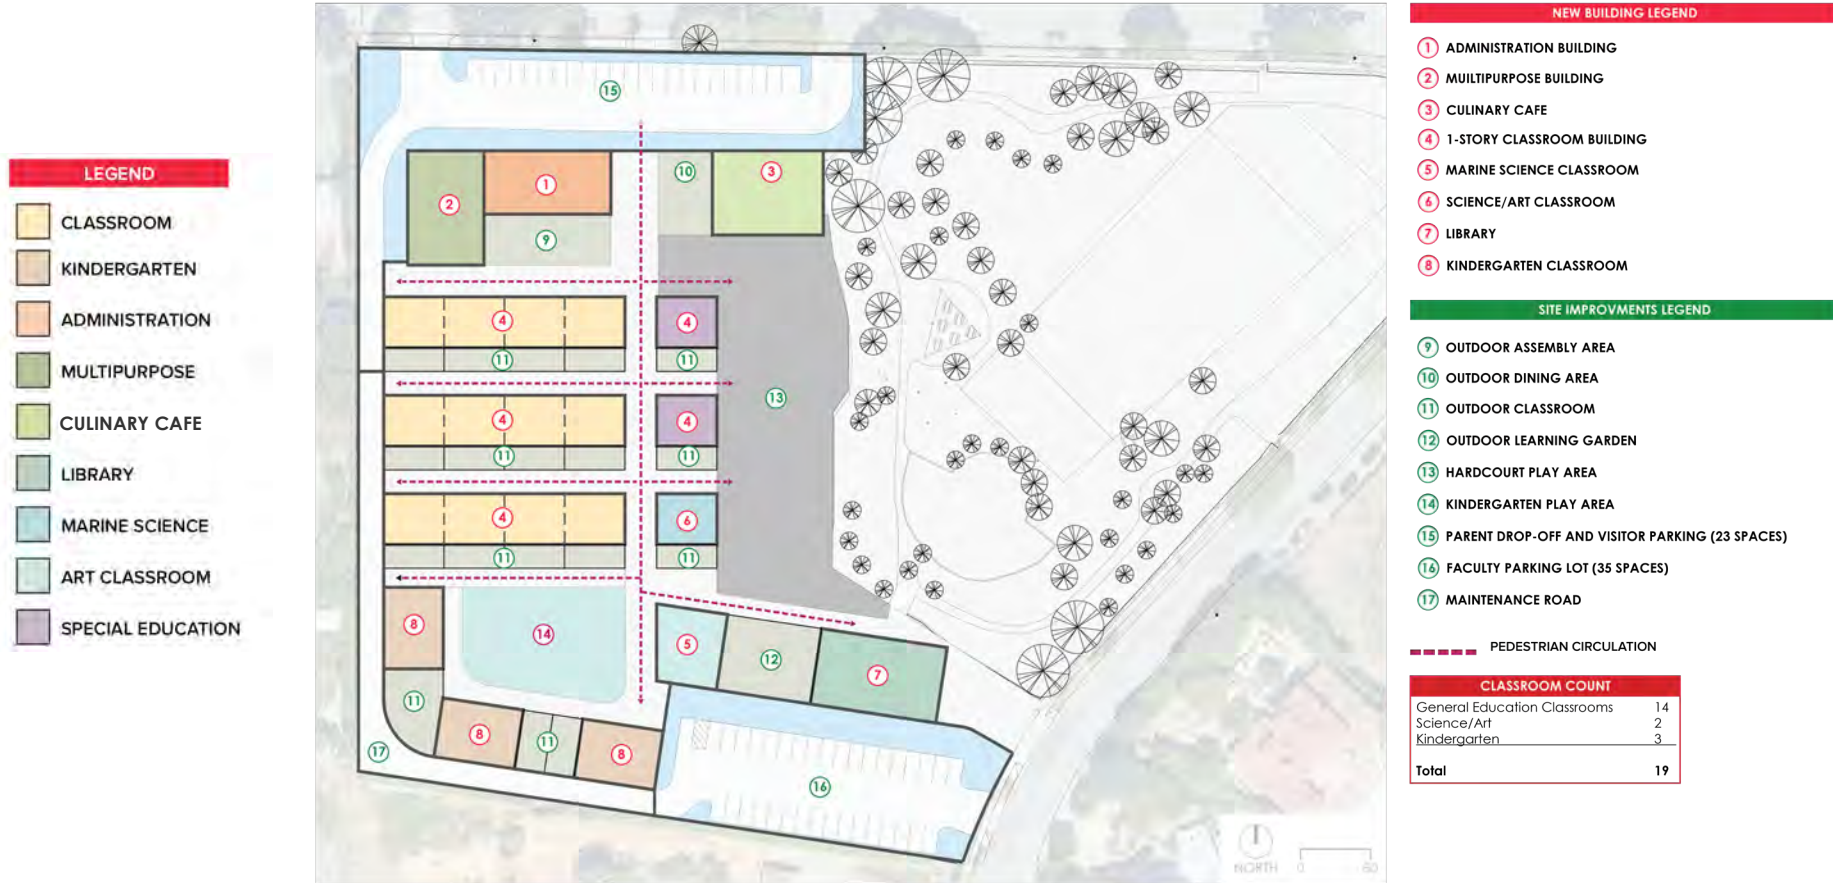 LEGEND
CLASSROOM
KINDERGARTEN
ADMINISTRATION
MULTIPURPOSE
CULINARY CAFE
LIBRARY
MARINE SCIENCE
ART CLASSROOM
SPECIAL EDUCATION
15
1
2
3
10
9
4
4
11
11
13
4
4
11
11
4
6
11
11
8
14
5
12
7
11
8
11
8
17
16
NORTH
0
60
NEW BUILDING LEGEND
1 ADMINISTRATION BUILDING
2 MUILTIPURPOSE BUILDING
3 CULINARY CAFE
4 1-STORY CLASSROOM BUILDING
5 MARINE SCIENCE CLASSROOM
6 SCIENCE/ART CLASSROOM
7 LIBRARY
8 KINDERGARTEN CLASSROOM
SITE IMPROVMENTS LEGEND
9 OUTDOOR ASSEMBLY AREA
10 OUTDOOR DINING AREA
11 OUTDOOR CLASSROOM
12 OUTDOOR LEARNING GARDEN
13 HARDCOURT PLAY AREA
14 KINDERGARTEN PLAY AREA
15 PARENT DROP-OFF AND VISITOR PARKING (23 SPACES)
16 FACULTY PARKING LOT (35 SPACES)
17 MAINTENANCE ROAD
PEDESTRIAN CIRCULATION
CLASSROOM COUNT
General Education Classrooms 14
Science/Art 2
Kindergarten 3
Total 19